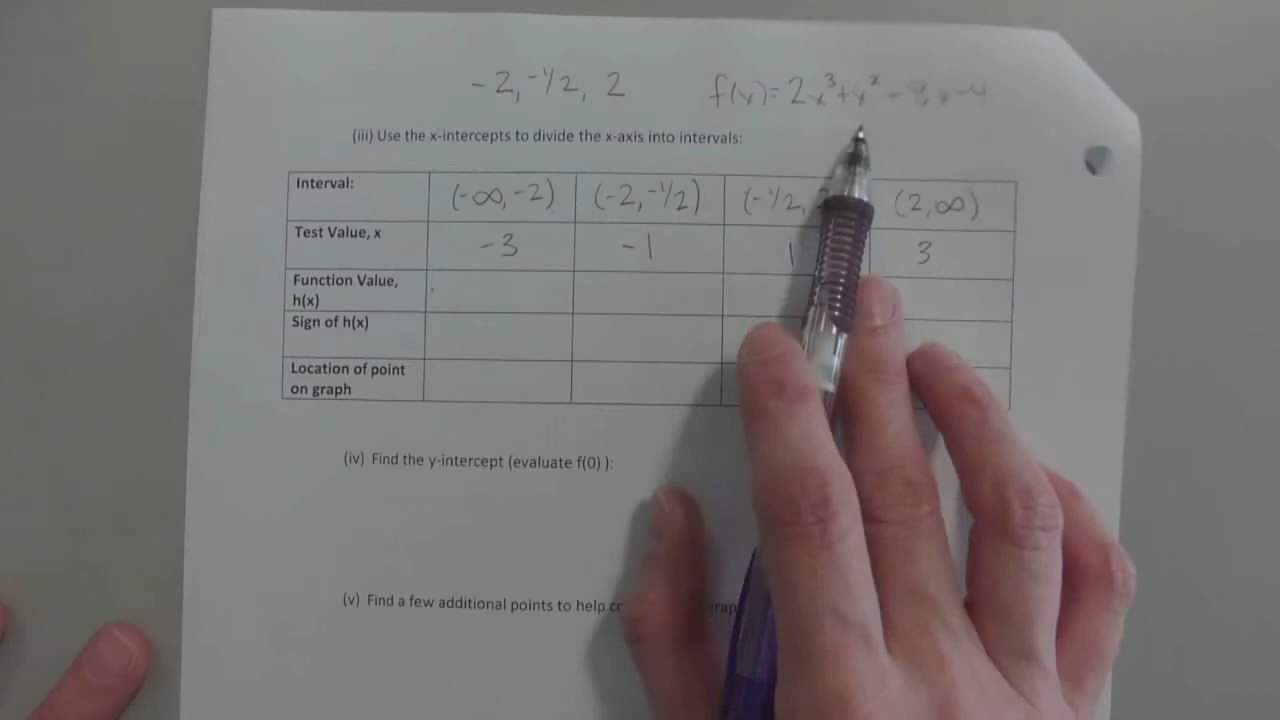 -2, -1/2, 2 f(x) = 2x³ + x² - 8x - 4
(iii) Use the x-intercepts to divide the x-axis into intervals:
Interval: (-∞, -2) (-2, -1/2) (-1/2, (2, ∞)
Test Value, x -3 -1 1 3
Function Value,
h(x)
Sign of h(x)
Location of point
on graph
(iv) Find the y-intercept (evaluate f(0) ):
(v) Find a few additional points to help